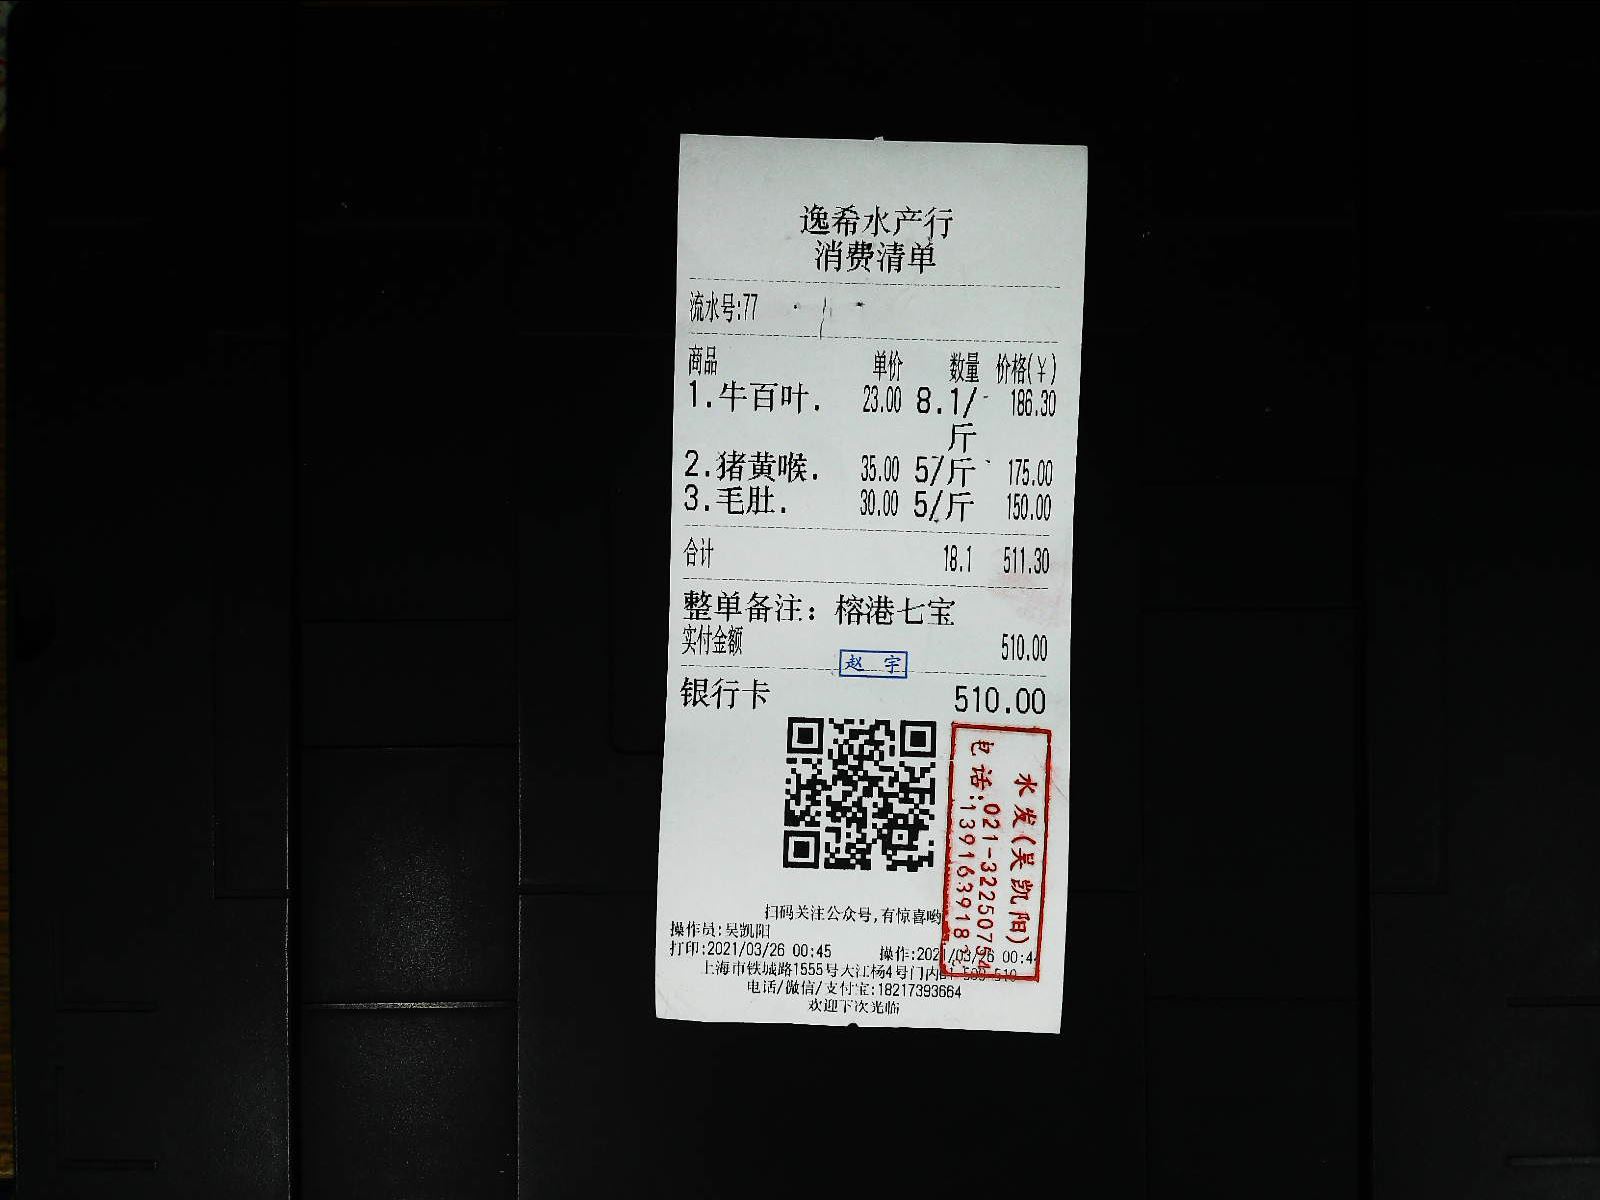 逸希水产行
消费清单
流水号:77
商品 单价 数量 价格(¥)
1.牛百叶. 23.00 8.1/斤 186.30
2.猪黄喉. 35.00 5/斤 175.00
3.毛肚. 30.00 5/斤 150.00
合计 18.1 511.30
整单备注: 榕港七宝
实付金额 510.00
赵 宇
银行卡 510.00
水发(吴凯阳)
电话:021-32250754
139163918
扫码关注公众号,有惊喜哟
操作员:吴凯阳
打印:2021/03/26 00:45 操作:2021/03/26 00:4
上海市铁城路1555号大江杨4号门内
电话/微信/支付宝:18217393664
欢迎下次光临